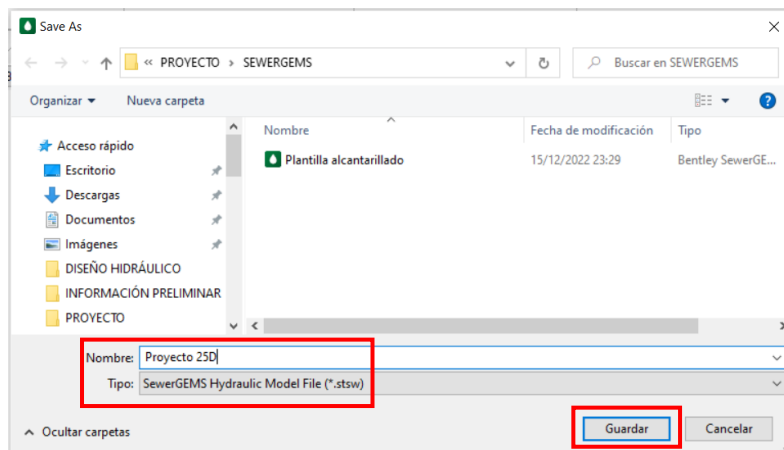 Save As
« PROYECTO › SEWERGEMS
Buscar en SEWERGEMS
Organizar
Nueva carpeta
?
Nombre
Fecha de modificación
Tipo
Acceso rápido
Escritorio
Descargas
Documentos
Imágenes
DISEÑO HIDRÁULICO
INFORMACIÓN PRELIMINAR
PROYECTO
Plantilla alcantarillado
15/12/2022 23:29
Bentley SewerGE...
Nombre: Proyecto 25D
Tipo: SewerGEMS Hydraulic Model File (*.stsw)
Ocultar carpetas
Guardar
Cancelar